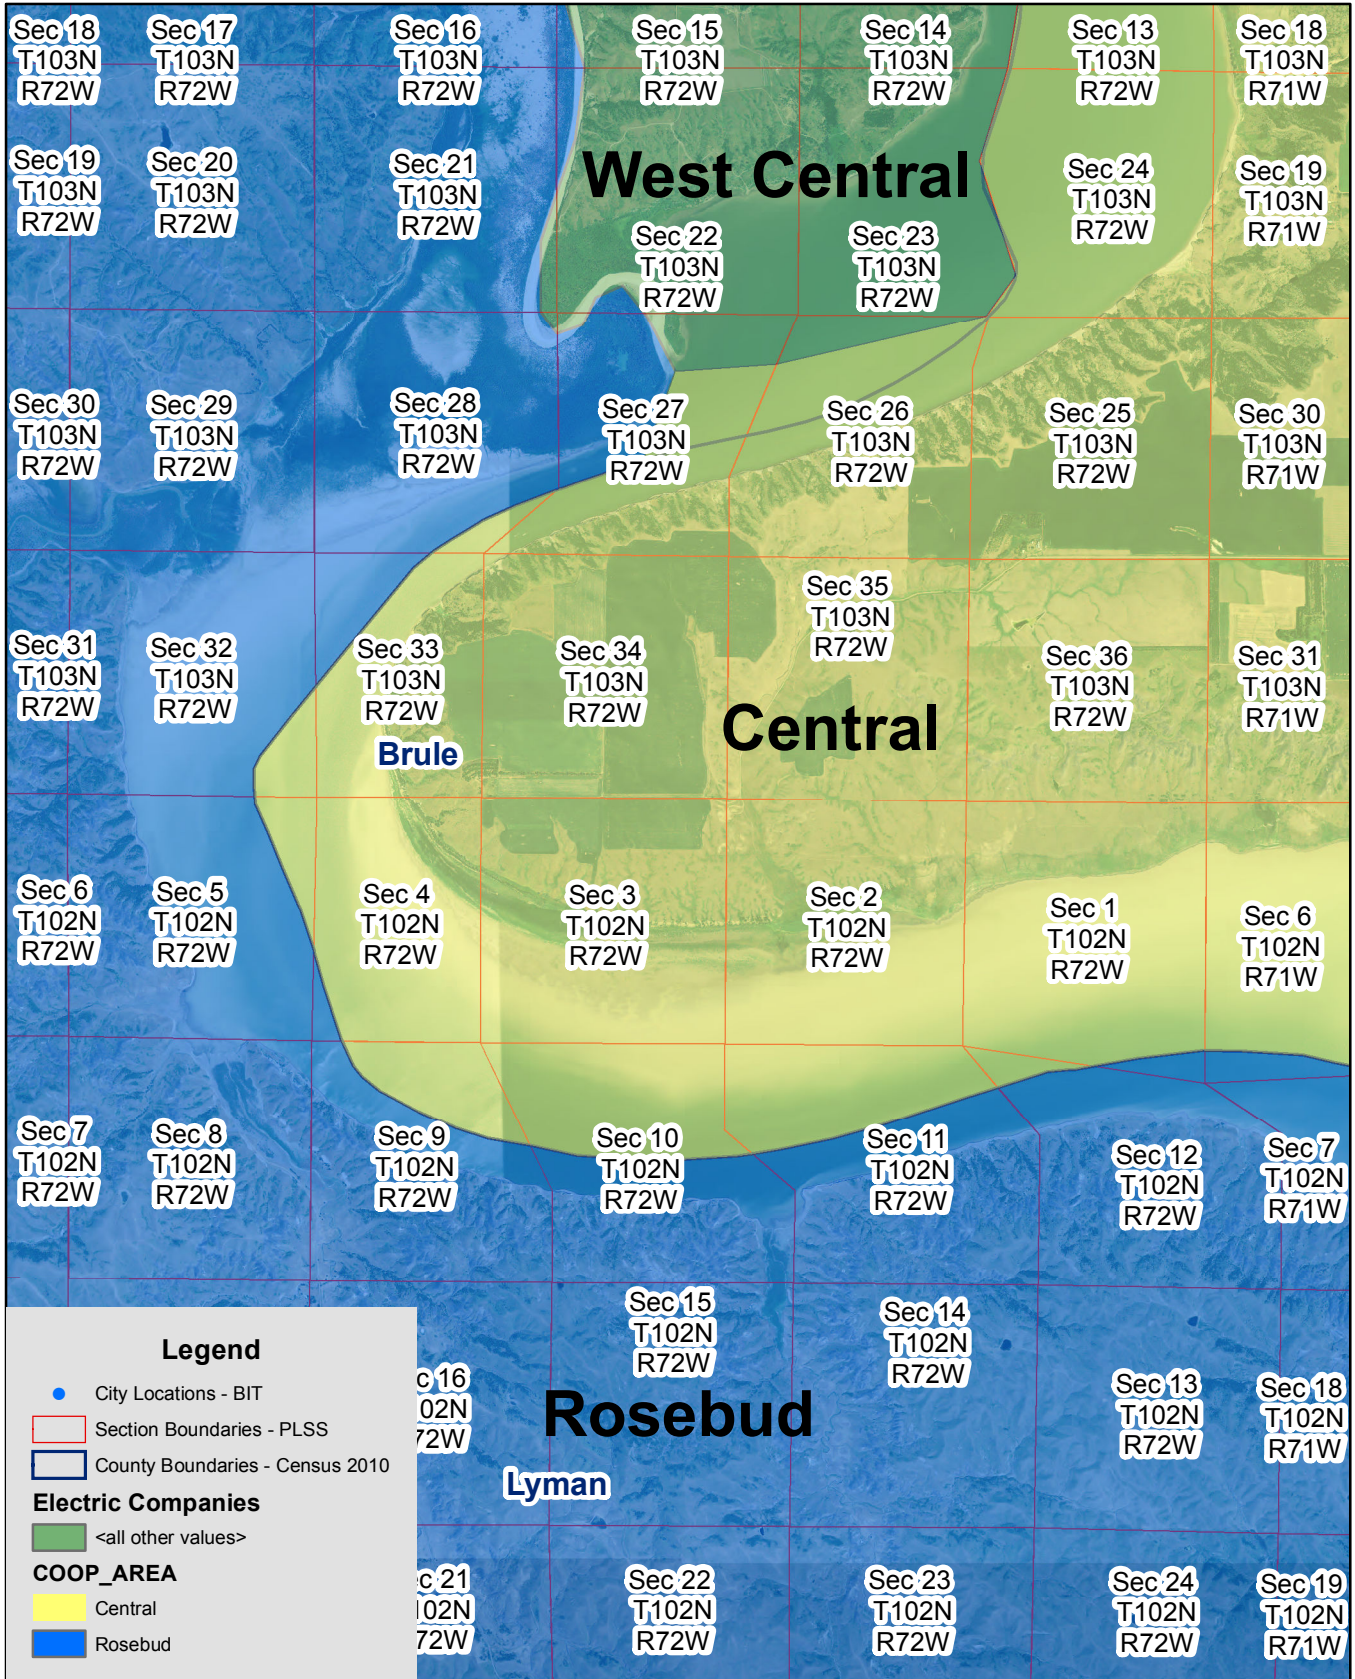 Sec 18
T103N
R72W
Sec 17
T103N
R72W
Sec 16
T103N
R72W
Sec 15
T103N
R72W
Sec 14
T103N
R72W
Sec 13
T103N
R72W
Sec 18
T103N
R71W
Sec 19
T103N
R72W
Sec 20
T103N
R72W
Sec 21
T103N
R72W
West Central
Sec 22
T103N
R72W
Sec 23
T103N
R72W
Sec 24
T103N
R72W
Sec 19
T103N
R71W
Sec 30
T103N
R72W
Sec 29
T103N
R72W
Sec 28
T103N
R72W
Sec 27
T103N
R72W
Sec 26
T103N
R72W
Sec 25
T103N
R72W
Sec 30
T103N
R71W
Sec 31
T103N
R72W
Sec 32
T103N
R72W
Sec 33
T103N
R72W
Sec 34
T103N
R72W
Sec 35
T103N
R72W
Sec 36
T103N
R72W
Sec 31
T103N
R71W
Central
Brule
Sec 6
T102N
R72W
Sec 5
T102N
R72W
Sec 4
T102N
R72W
Sec 3
T102N
R72W
Sec 2
T102N
R72W
Sec 1
T102N
R72W
Sec 6
T102N
R71W
Sec 7
T102N
R72W
Sec 8
T102N
R72W
Sec 9
T102N
R72W
Sec 10
T102N
R72W
Sec 11
T102N
R72W
Sec 12
T102N
R72W
Sec 7
T102N
R71W
c 16
02N
72W
Sec 15
T102N
R72W
Sec 14
T102N
R72W
Sec 13
T102N
R72W
Sec 18
T102N
R71W
Rosebud
Lyman
c 21
102N
72W
Sec 22
T102N
R72W
Sec 23
T102N
R72W
Sec 24
T102N
R72W
Sec 19
T102N
R71W
Legend
City Locations - BIT
Section Boundaries - PLSS
County Boundaries - Census 2010
Electric Companies
<all other values>
COOP_AREA
Central
Rosebud